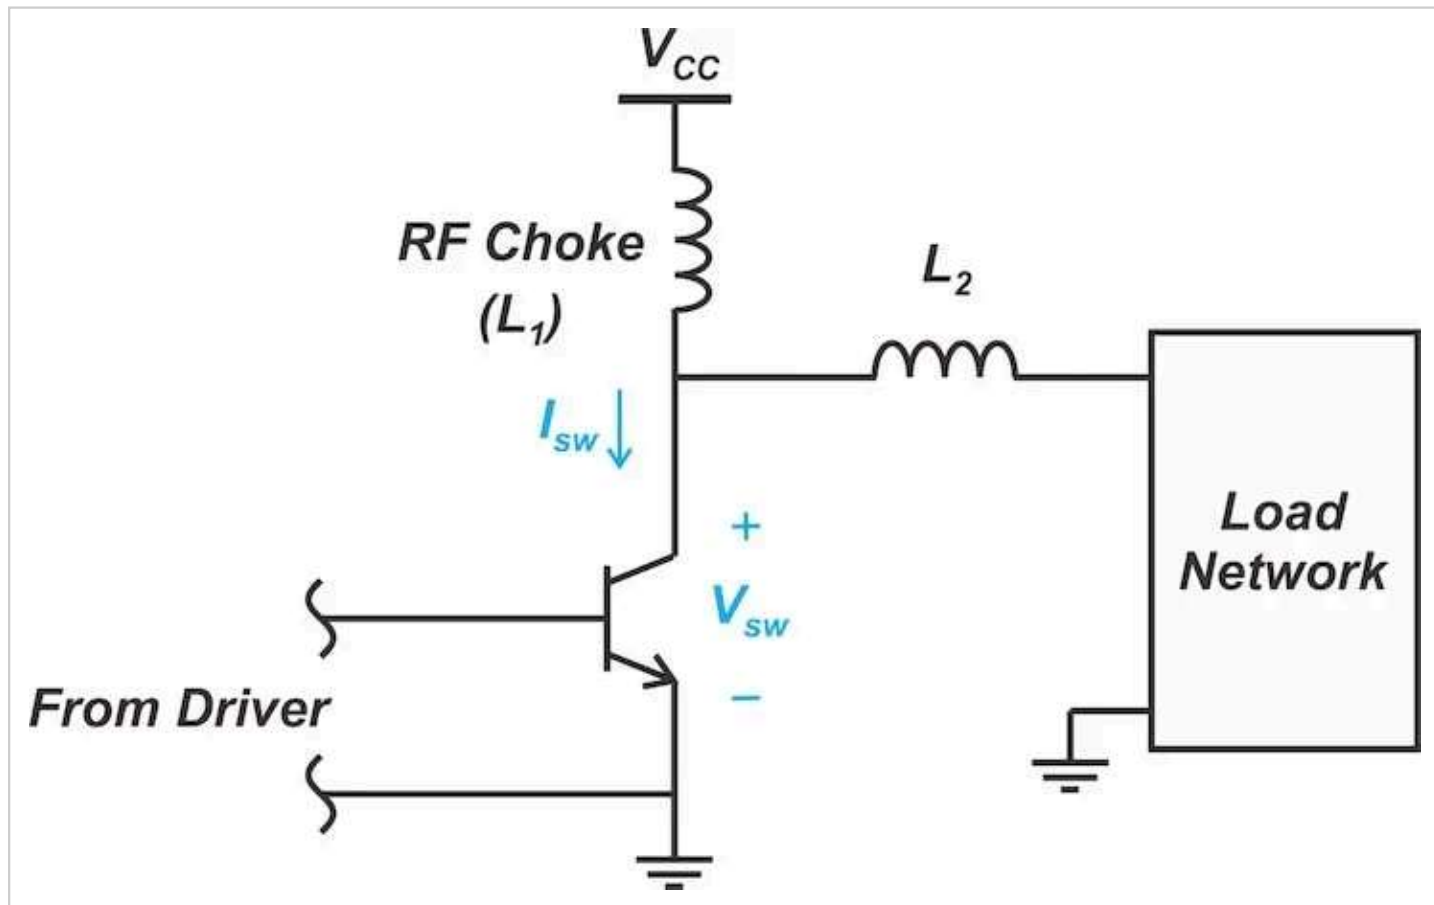 V_CC
RF Choke
(L_1)
L_2
I_sw
+
V_sw
−
Load
Network
From Driver